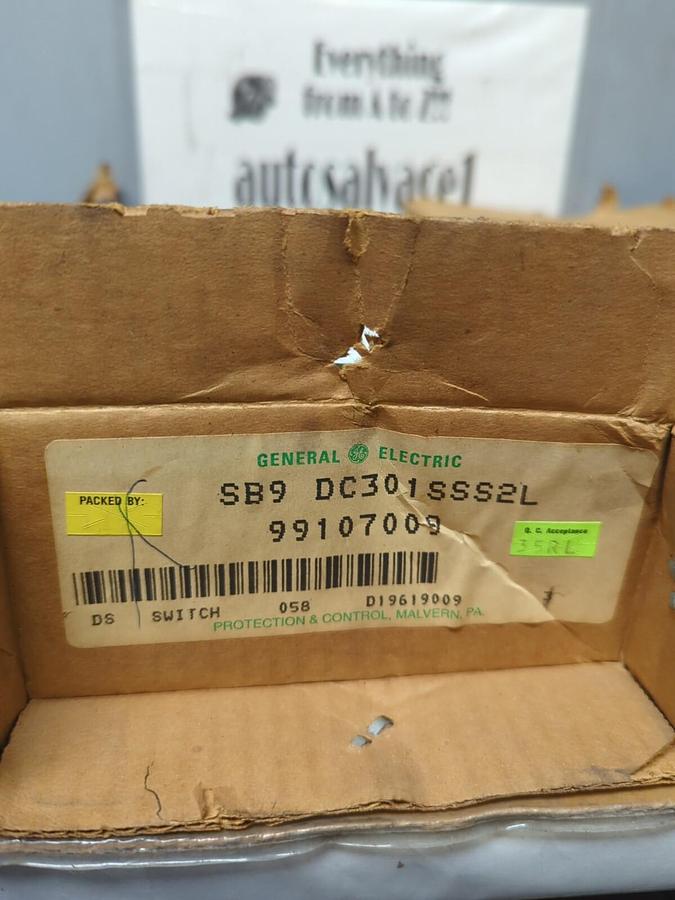 Everything
from A to Z!!
autosalvage1
GENERAL GE ELECTRIC
SB9 DC301SSS2L
PACKED BY:
99107009
Q. C. Acceptance
35RL
DS SWITCH 058 D19619009
PROTECTION & CONTROL, MALVERN, PA.